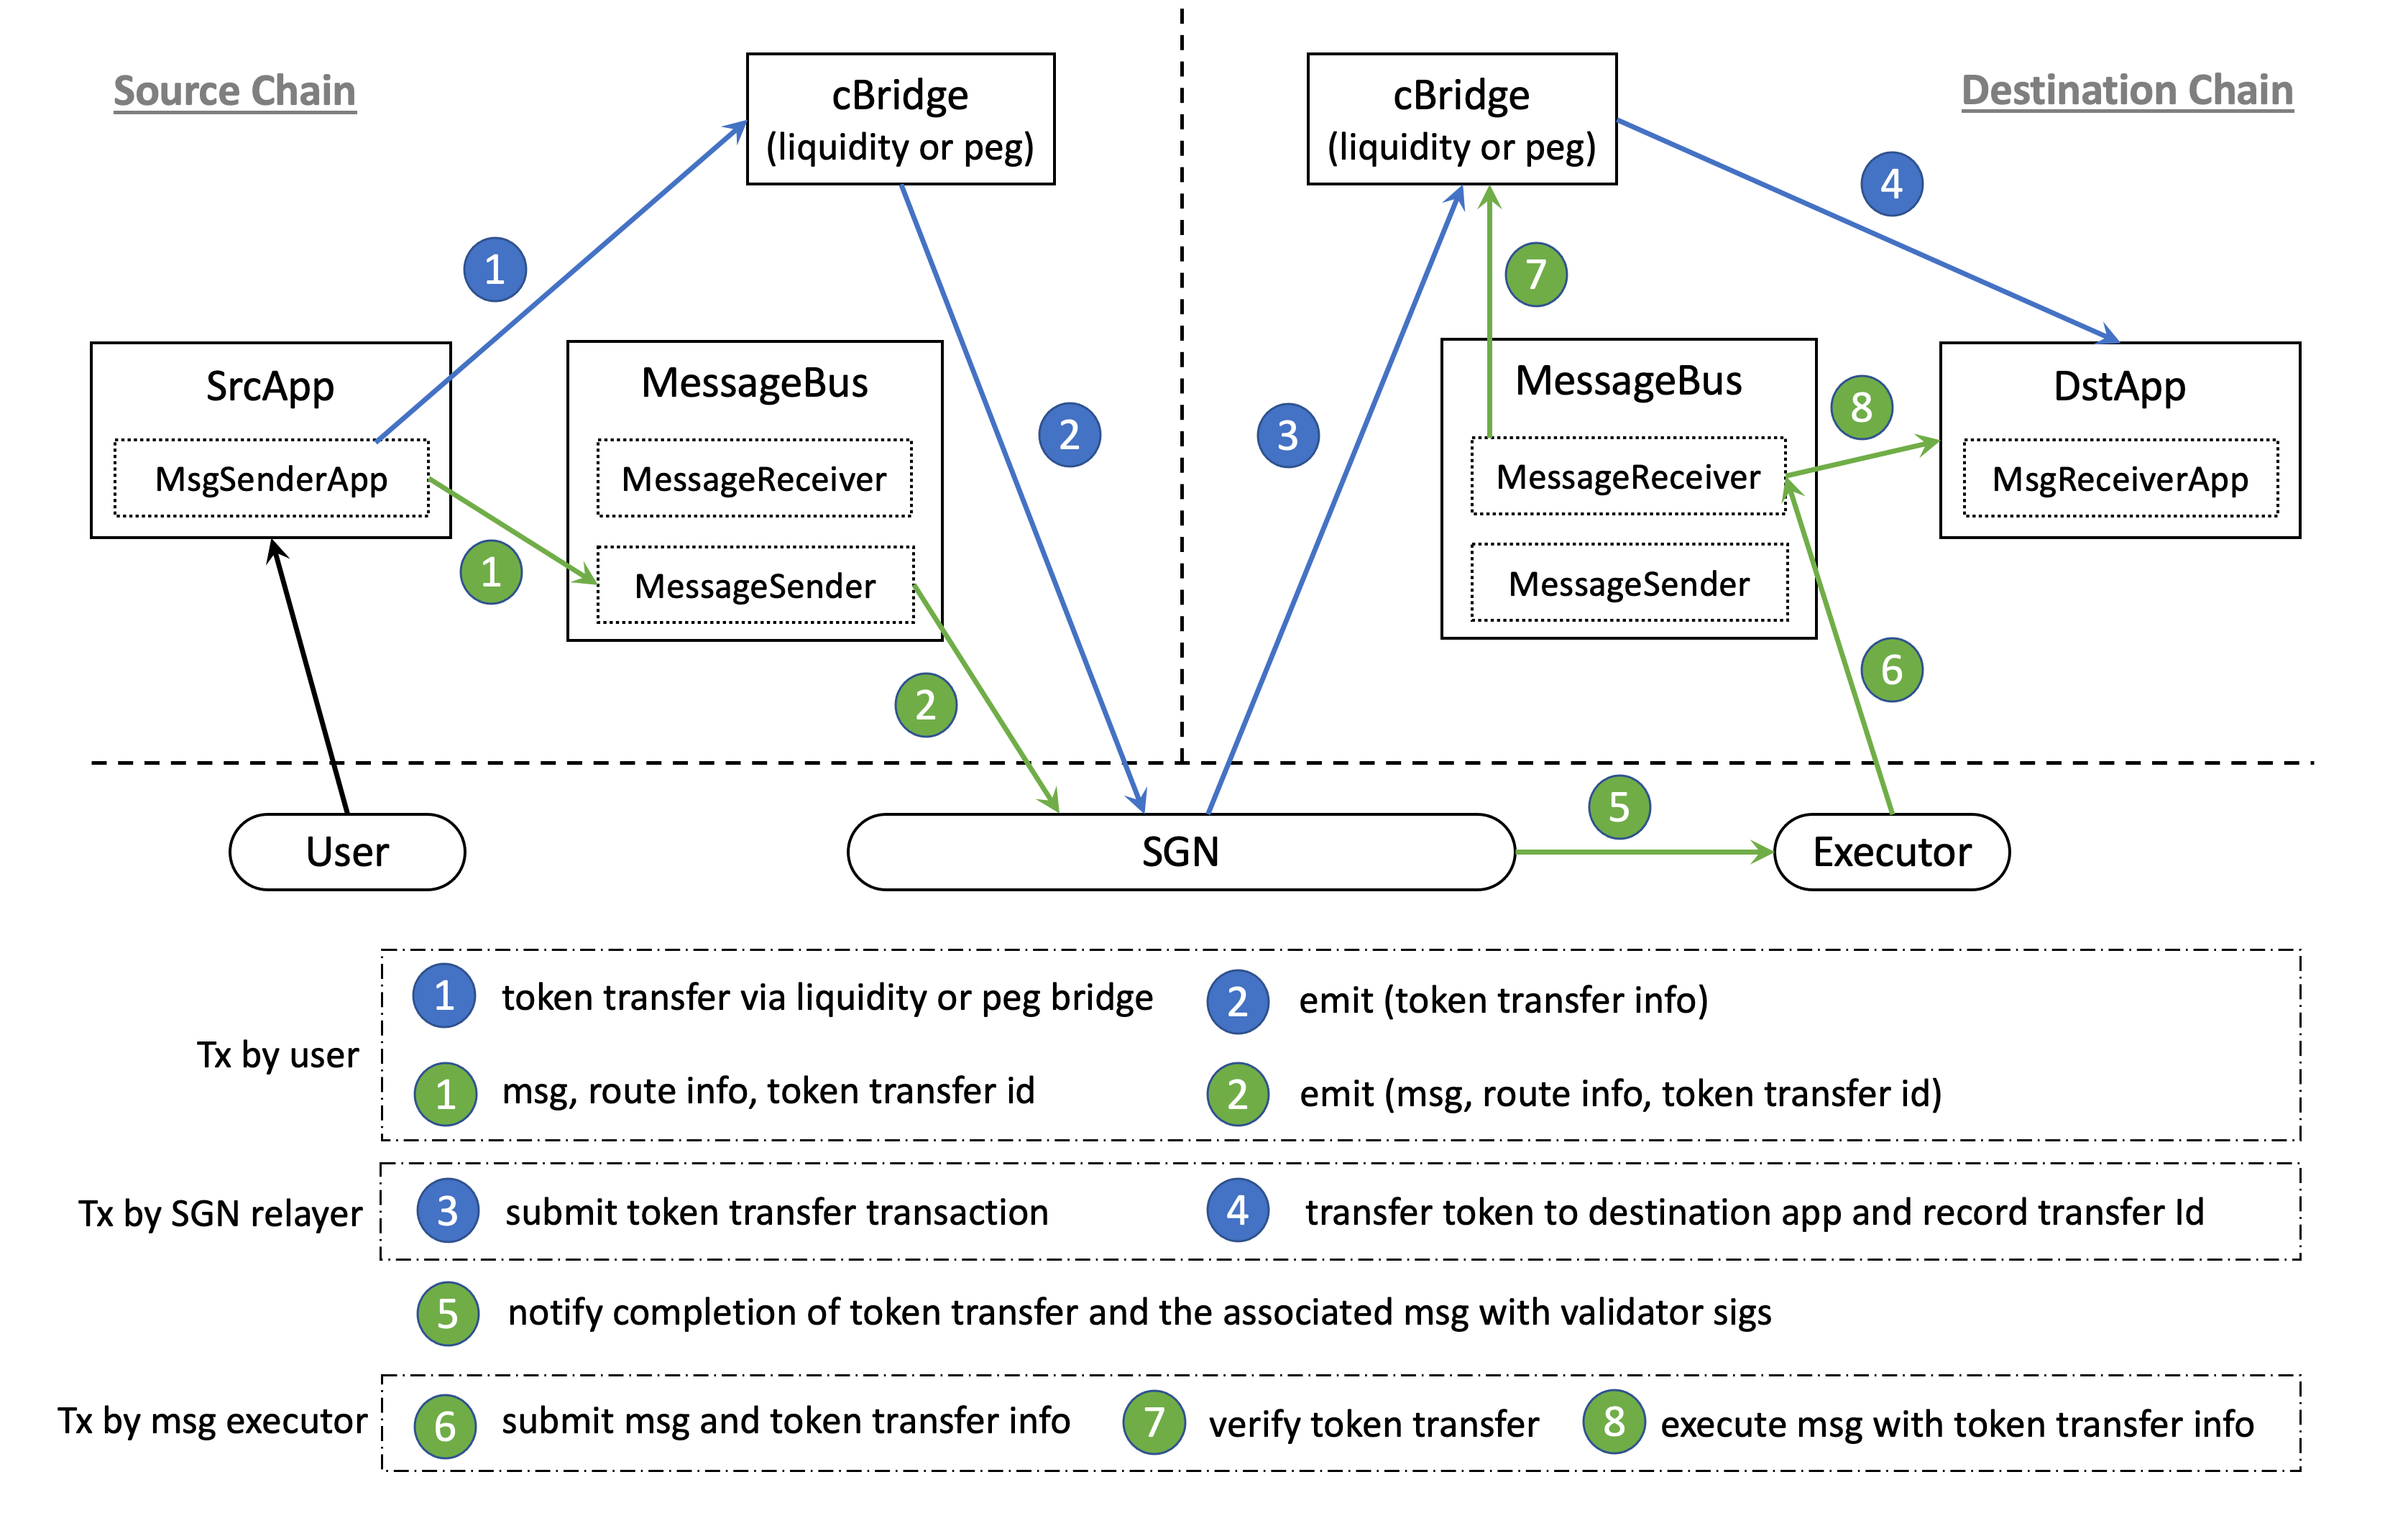 Source Chain
cBridge
(liquidity or peg)
cBridge
(liquidity or peg)
Destination Chain
4
1
7
SrcApp
MsgSenderApp
MessageBus
MessageReceiver
MessageSender
2
3
MessageBus
MessageReceiver
MessageSender
8
DstApp
MsgReceiverApp
1
2
6
5
User
SGN
Executor
Tx by user
1 token transfer via liquidity or peg bridge
2 emit (token transfer info)
1 msg, route info, token transfer id
2 emit (msg, route info, token transfer id)
Tx by SGN relayer
3 submit token transfer transaction
4 transfer token to destination app and record transfer Id
5 notify completion of token transfer and the associated msg with validator sigs
Tx by msg executor
6 submit msg and token transfer info
7 verify token transfer
8 execute msg with token transfer info